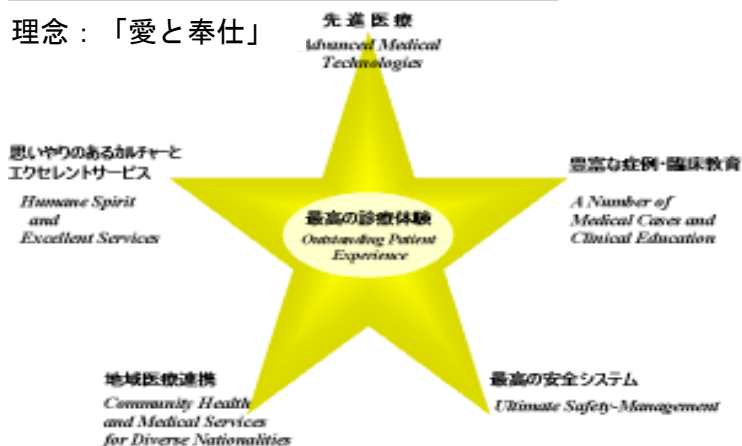 理念：「愛と奉仕」
先進医療
Advanced Medical
Technologies
思いやりのあるカルチャーと
エクセレントサービス
Humane Spirit
and
Excellent Services
豊富な症例・臨床教育
A Number of
Medical Cases and
Clinical Education
最高の診療体験
Outstanding Patient
Experience
地域医療連携
Community Health
and Medical Services
for Diverse Nationalities
最高の安全システム
Ultimate Safety-Management